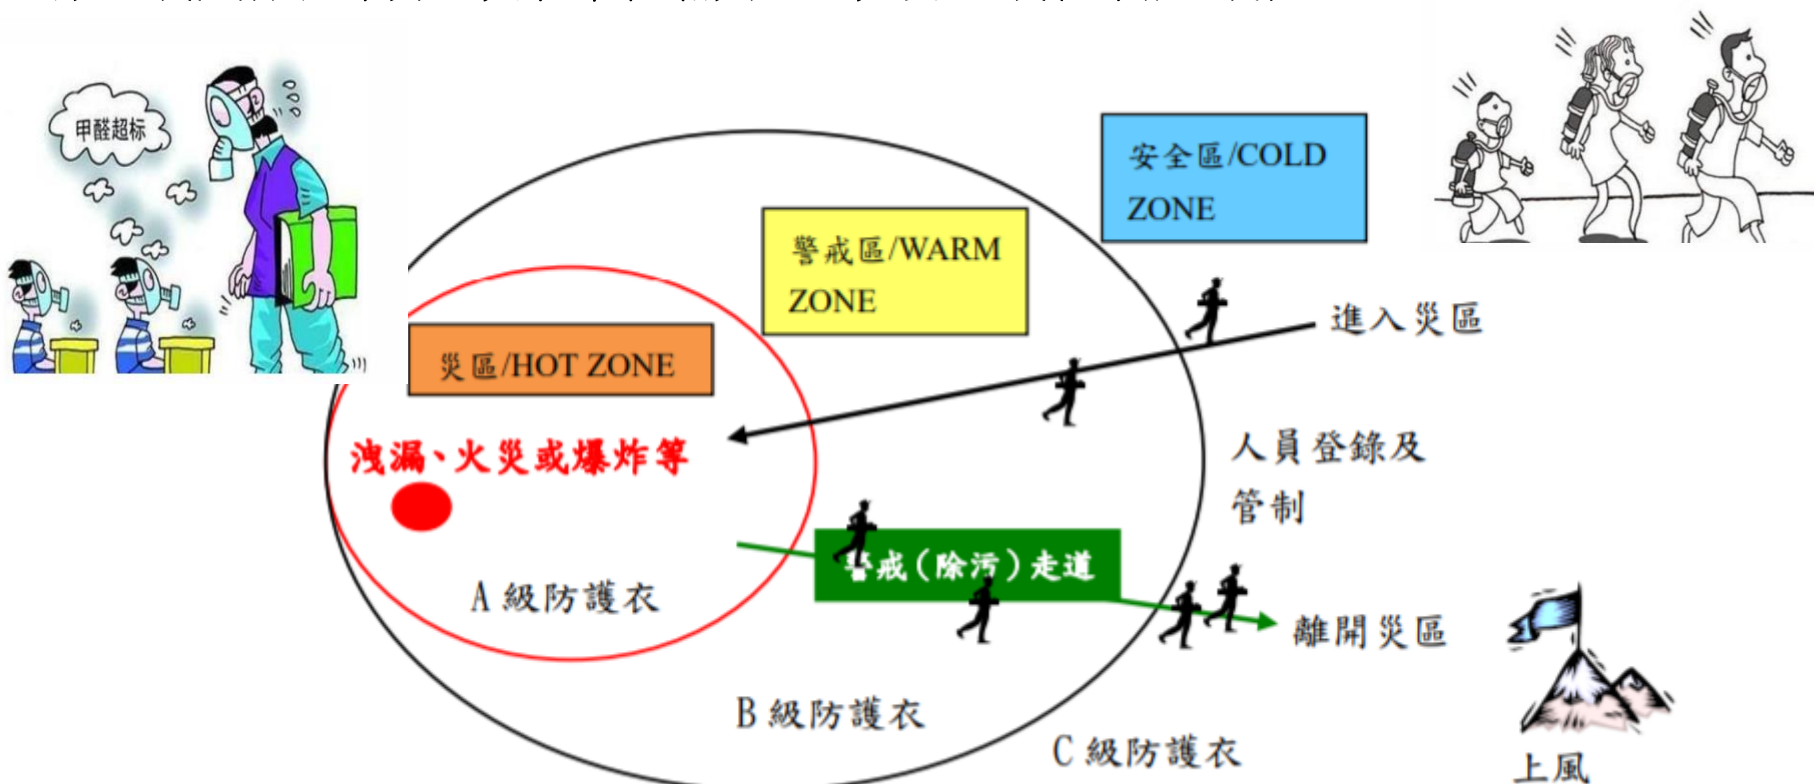 甲醛超标
安全區/COLD
ZONE
警戒區/WARM
ZONE
災區/HOT ZONE
進入災區
洩漏、火災或爆炸等
人員登錄及
管制
警戒(除污)走道
A 級防護衣
離開災區
B 級防護衣
C 級防護衣
上風